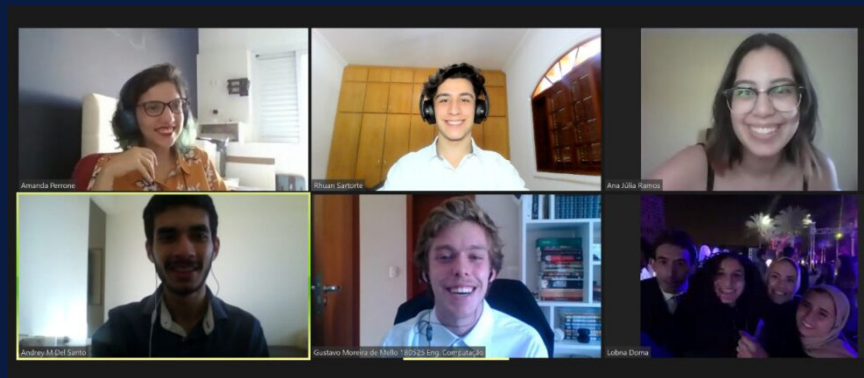 Amanda Perrone
Rhuan Sartorte
Ana Júlia Ramos
Andrey M Del Santo
Gustavo Moreira de Mello 180525 Eng. Computação
Lobna Doma